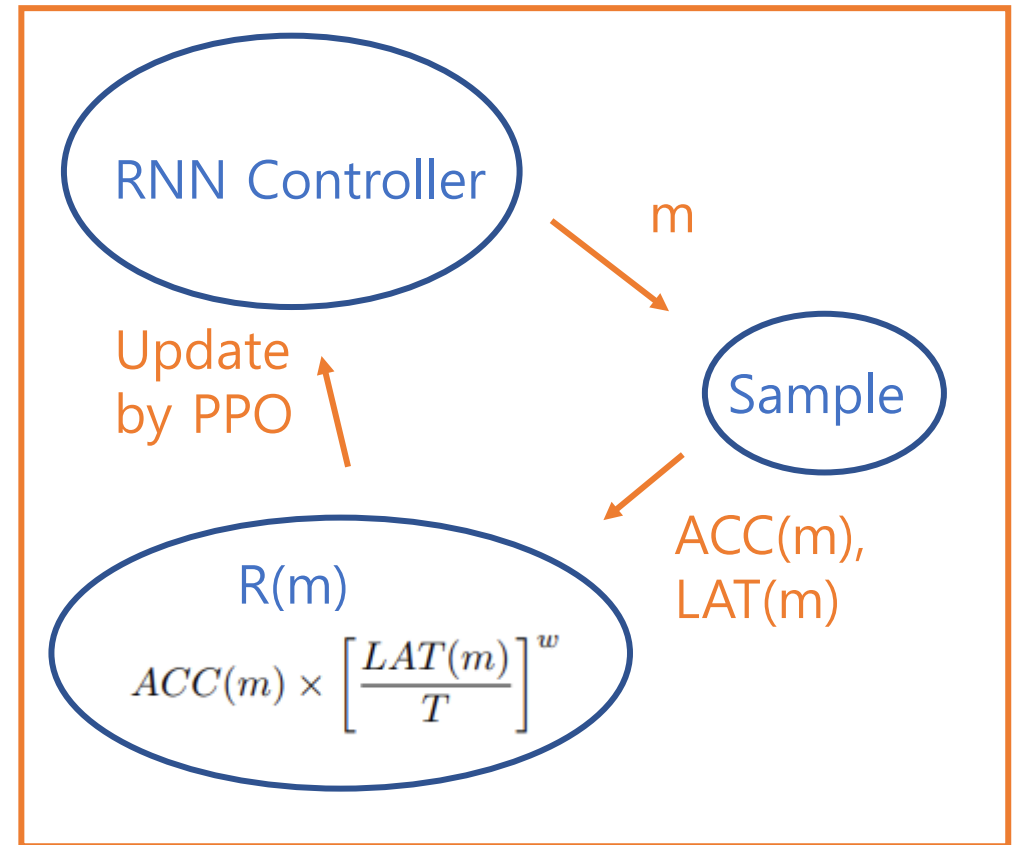 RNN Controller
m
Sample
ACC(m),
LAT(m)
R(m)
ACC(m) × [LAT(m)/T]^w
Update
by PPO